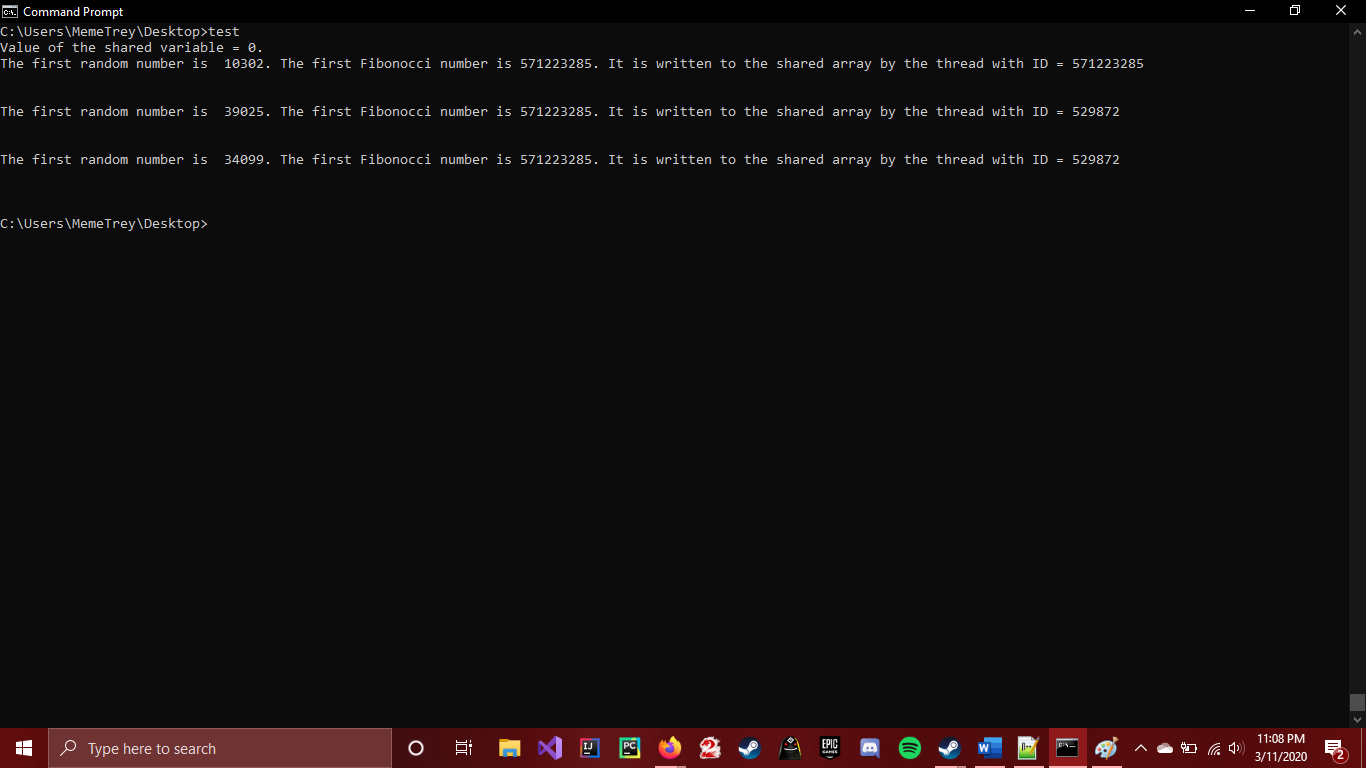 Command Prompt
C:\Users\MemeTrey\Desktop>test
Value of the shared variable = 0.
The first random number is  10302. The first Fibonocci number is 571223285. It is written to the shared array by the thread with ID = 571223285
The first random number is  39025. The first Fibonocci number is 571223285. It is written to the shared array by the thread with ID = 529872
The first random number is  34099. The first Fibonocci number is 571223285. It is written to the shared array by the thread with ID = 529872
C:\Users\MemeTrey\Desktop>
Type here to search
IJ
PC
EPIC
GAMES
W
11:08 PM
3/11/2020
2